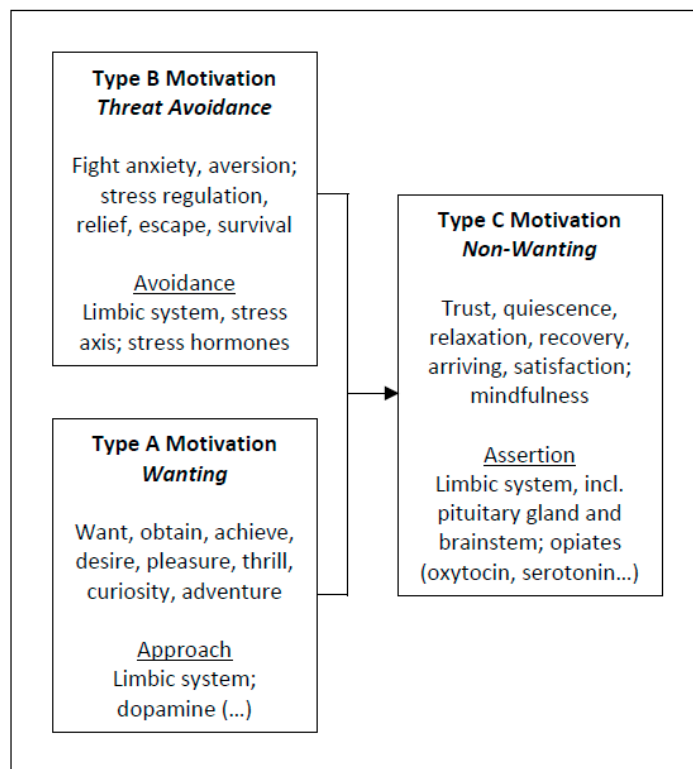 Type B Motivation
Threat Avoidance
Fight anxiety, aversion;
stress regulation,
relief, escape, survival
Avoidance
Limbic system, stress
axis; stress hormones
Type A Motivation
Wanting
Want, obtain, achieve,
desire, pleasure, thrill,
curiosity, adventure
Approach
Limbic system;
dopamine (…)
Type C Motivation
Non-Wanting
Trust, quiescence,
relaxation, recovery,
arriving, satisfaction;
mindfulness
Assertion
Limbic system, incl.
pituitary gland and
brainstem; opiates
(oxytocin, serotonin…)